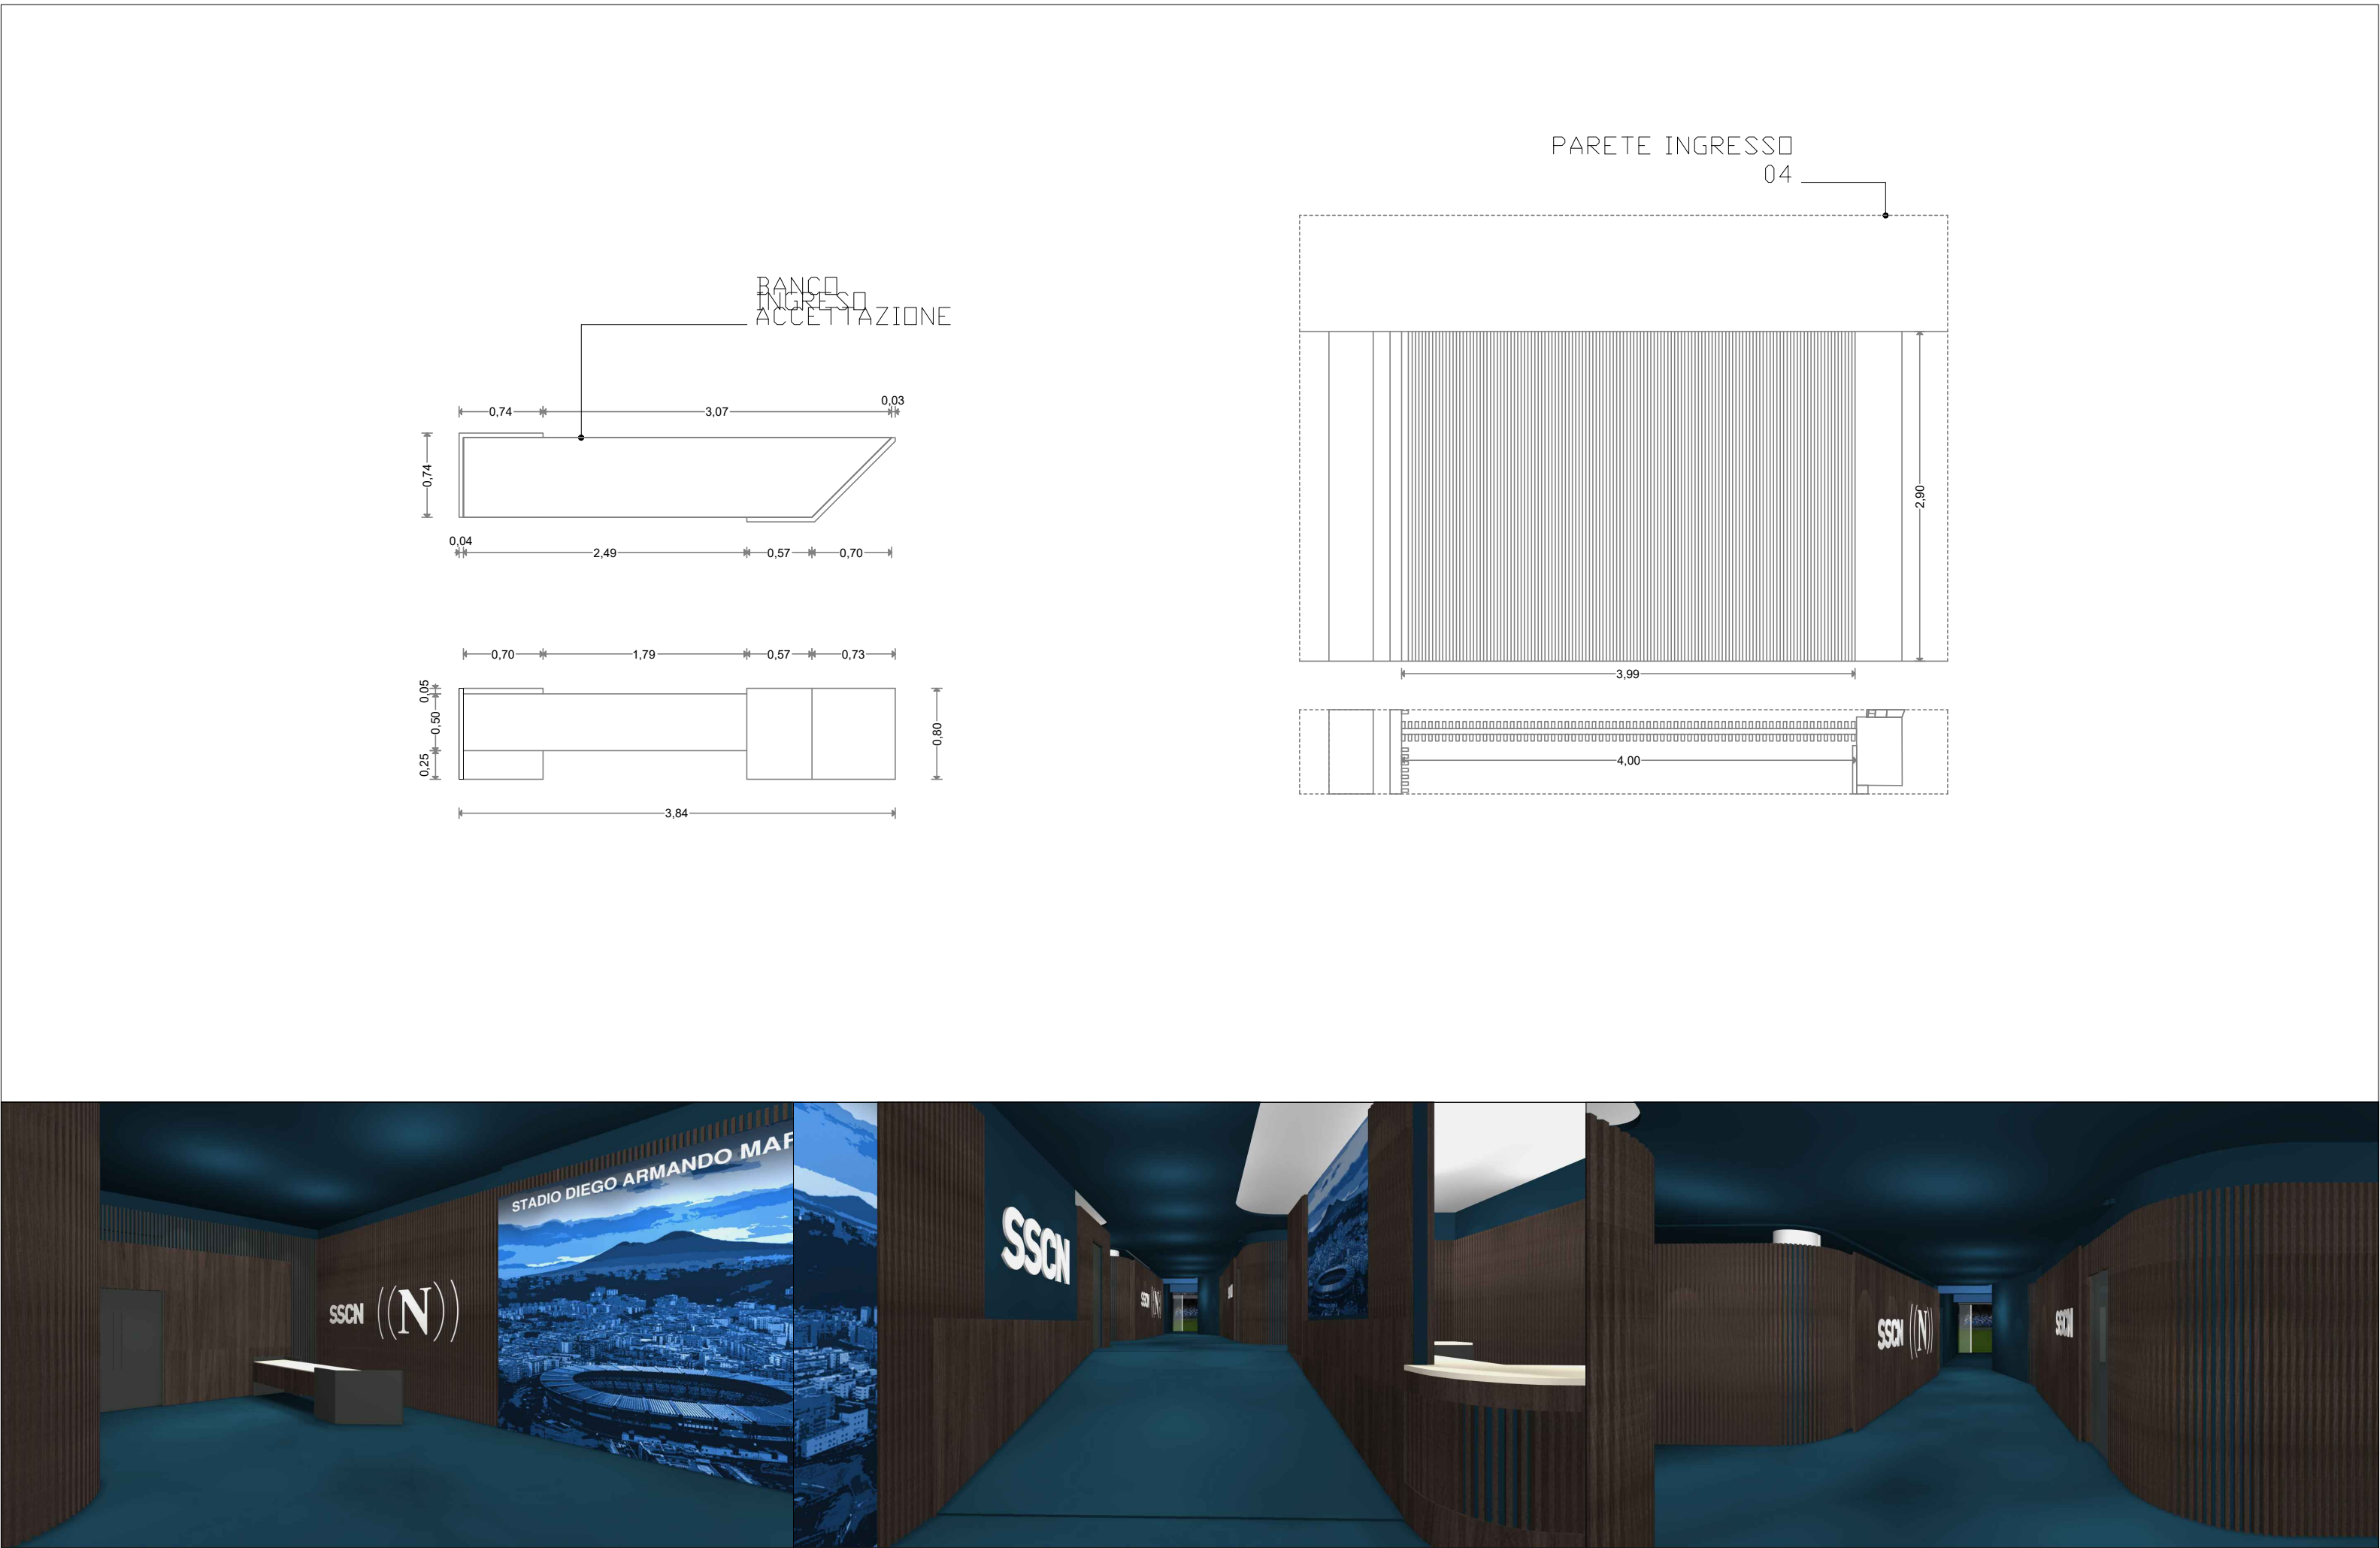 PARETE INGRESSO
04
BANCO
INGRESO
ACCETTAZIONE
0,74
3,07
0,03
0,74
0,04
2,49
0,57
0,70
0,70
1,79
0,57
0,73
0,05
0,50
0,25
0,80
3,84
2,90
3,99
4,00
STADIO DIEGO ARMANDO MAR
SSCN ((N))
SSCN
SSCN ((N))
SSCN ((N))
SSCN